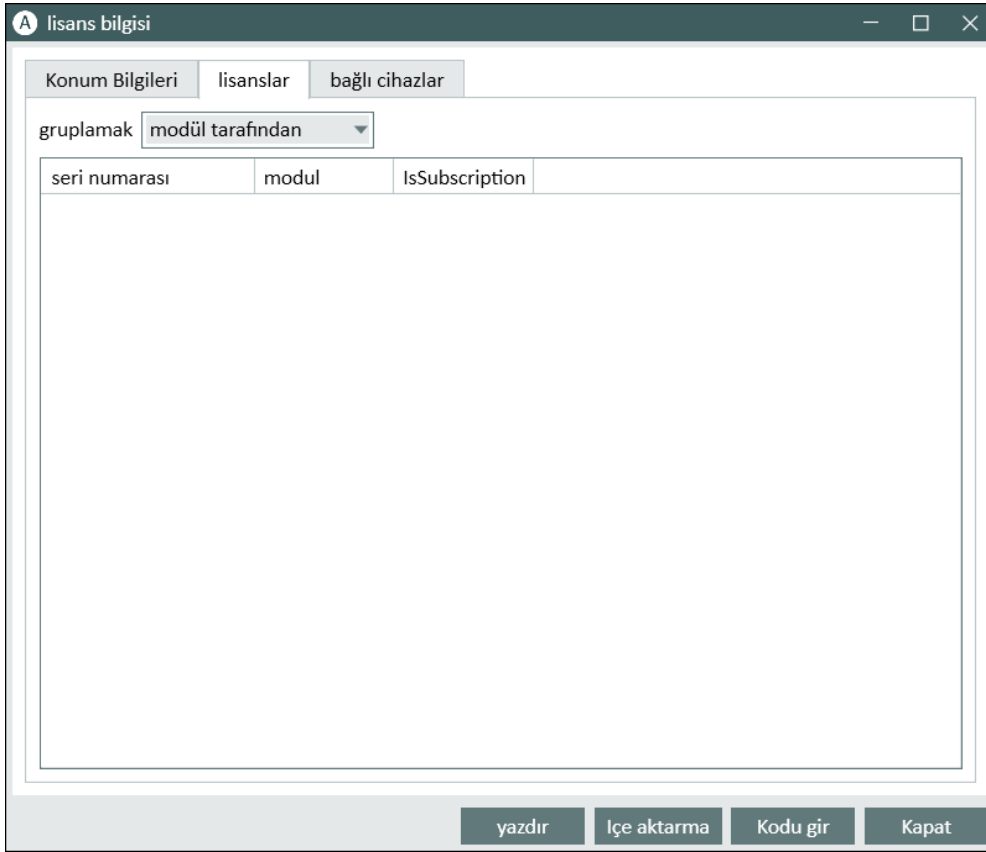 A lisans bilgisi
Konum Bilgileri lisanslar bağlı cihazlar
gruplamak modül tarafından
seri numarası modul IsSubscription
yazdır Içe aktarma Kodu gir Kapat